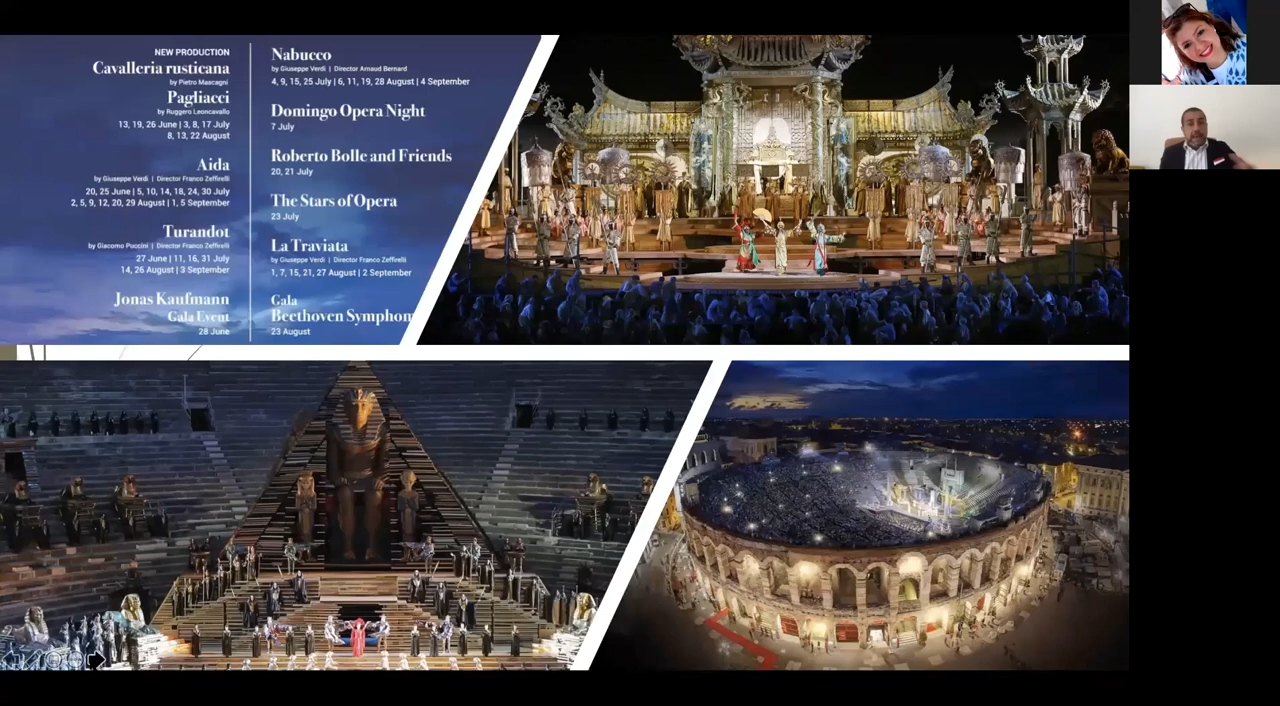 NEW PRODUCTION
Cavalleria rusticana
by Pietro Mascagni
Pagliacci
by Ruggero Leoncavallo
13, 19, 26 June | 3, 8, 17 July
8, 13, 22 August
Aida
by Giuseppe Verdi | Director Franco Zeffirelli
20, 25 June | 5, 10, 14, 18, 24, 30 July
2, 5, 9, 12, 20, 29 August | 1, 5 September
Turandot
by Giacomo Puccini | Director Franco Zeffirelli
27 June | 11, 16, 31 July
14, 26 August | 3 September
Jonas Kaufmann
Gala Event
28 June
Nabucco
by Giuseppe Verdi | Director Arnaud Bernard
4, 9, 15, 25 July | 6, 11, 19, 28 August | 4 September
Domingo Opera Night
7 July
Roberto Bolle and Friends
20, 21 July
The Stars of Opera
23 July
La Traviata
by Giuseppe Verdi | Director Franco Zeffirelli
1, 7, 15, 21, 27 August | 2 September
Gala
Beethoven Symphon
23 August